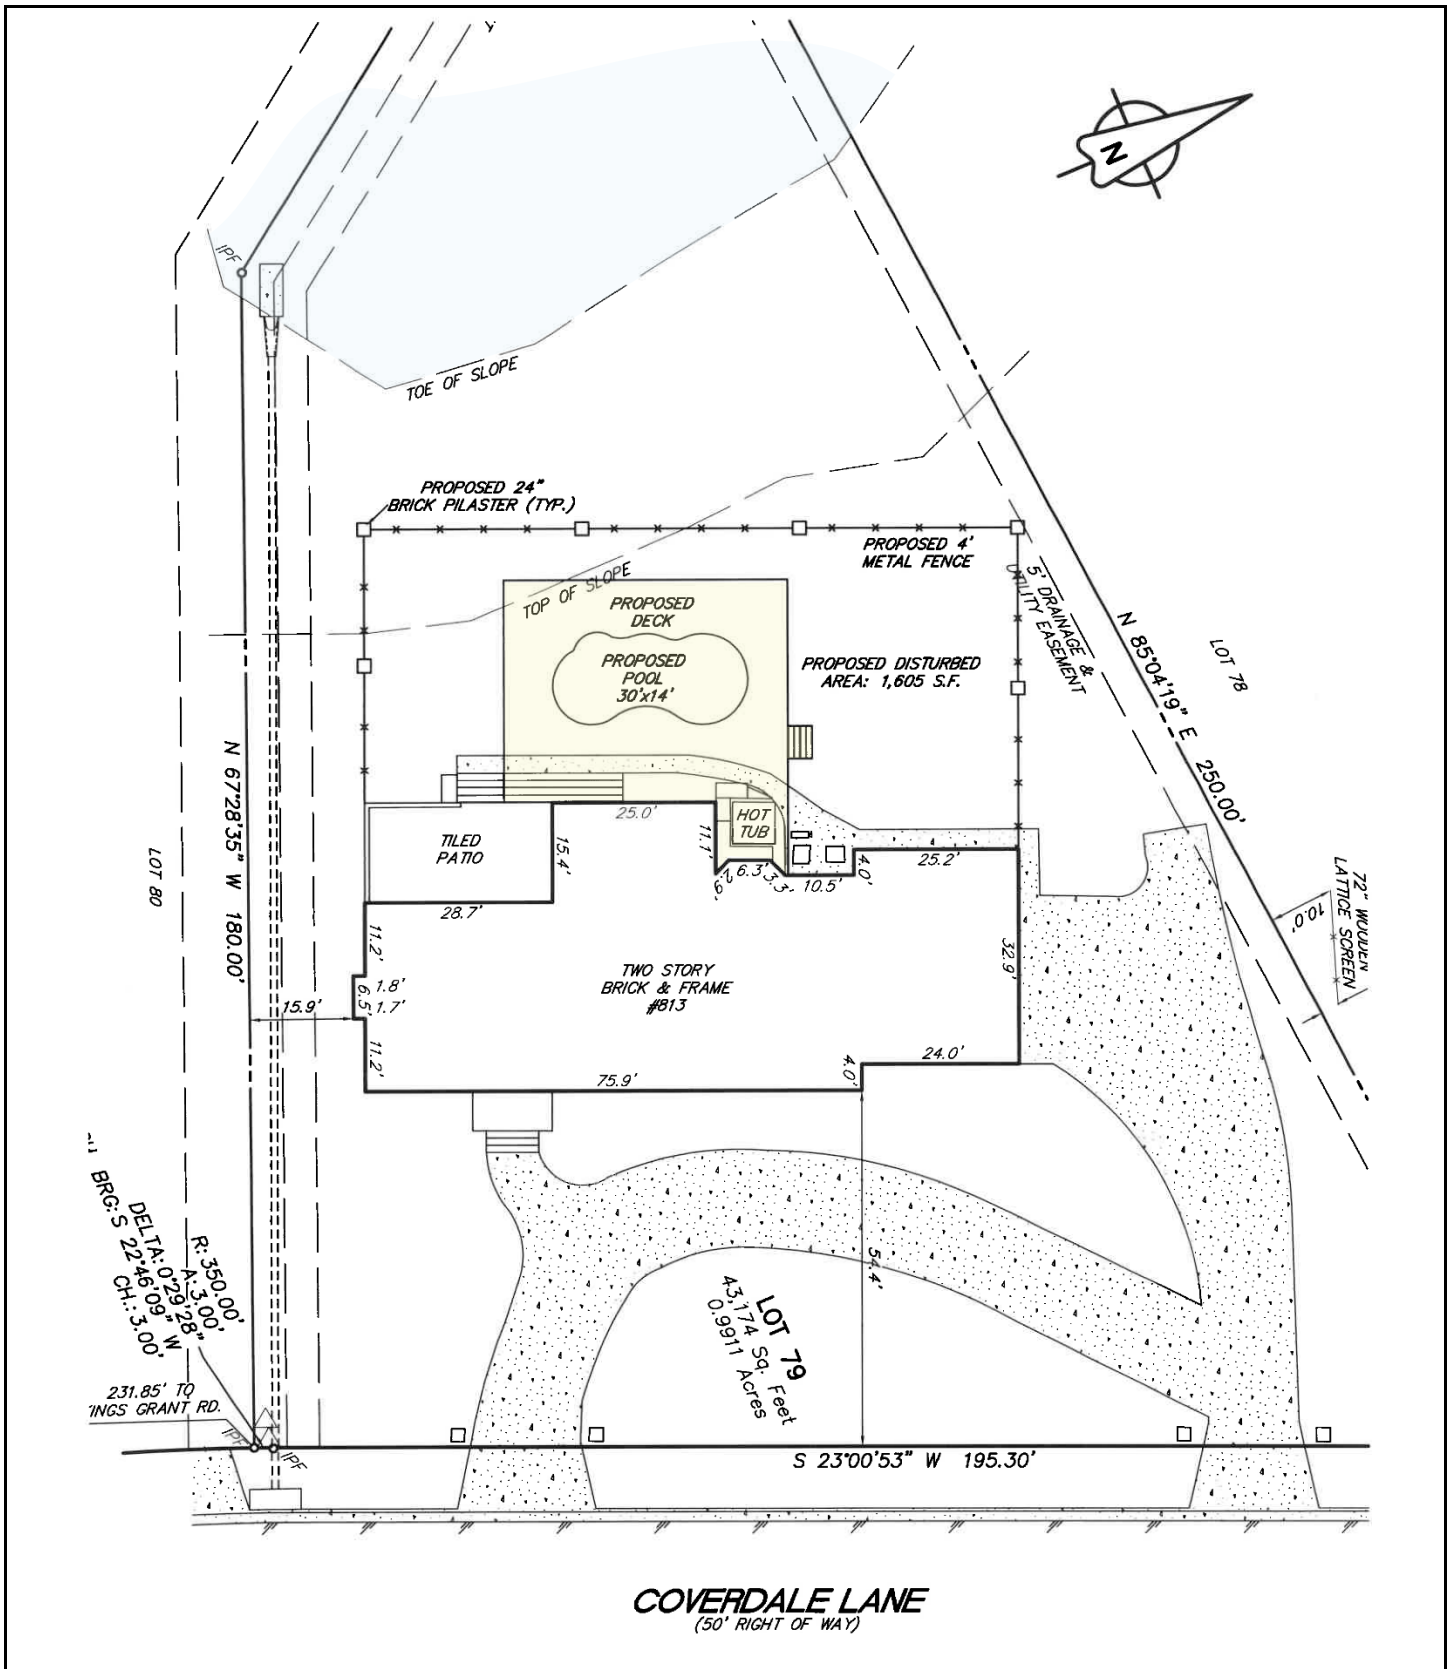 N
IPF
TOE OF SLOPE
PROPOSED 24"
BRICK PILASTER (TYP.)
PROPOSED 4'
METAL FENCE
TOP OF SLOPE
PROPOSED
DECK
PROPOSED
POOL
30'x14'
PROPOSED DISTURBED
AREA: 1,605 S.F.
5' DRAINAGE &
UTILITY EASEMENT
N 85°04'19" E 250.00'
LOT 78
N 67°28'35" W 180.00'
LOT 80
25.0'
HOT
TUB
TILED
PATIO
15.4'
11.1'
2.9'
6.3'
3.3'
10.5'
4.0'
25.2'
28.7'
72" WOODEN
LATTICE SCREEN
10.0'
11.2'
1.8'
6.5'
1.7'
15.9'
11.2'
TWO STORY
BRICK & FRAME
#813
32.9'
75.9'
4.0'
24.0'
54.4'
R: 350.00'
A: 3.00'
DELTA: 0°29'28"
BRG: S 22°46'09" W
CH.: 3.00'
LOT 79
43,174 Sq. Feet
0.9911 Acres
231.85' TO
INGS GRANT RD.
IPF
IPF
S 23°00'53" W 195.30'
COVERDALE LANE
(50' RIGHT OF WAY)